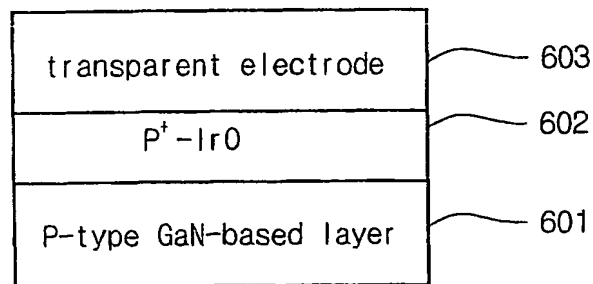 transparent electrode
603
P⁺-IrO
602
P-type GaN-based layer
601